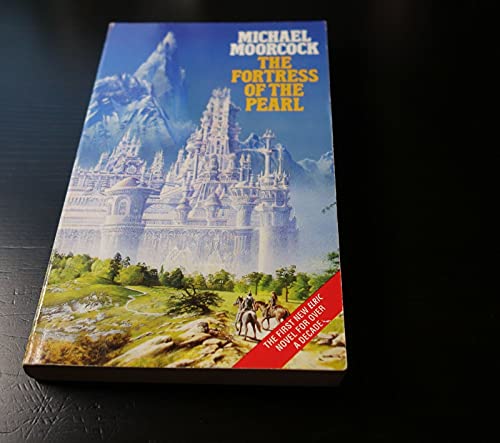 MICHAEL
MOORCOCK
THE
FORTRESS
OF THE
PEARL
THE FIRST NEW ELRIC
NOVEL FOR OVER
A DECADE